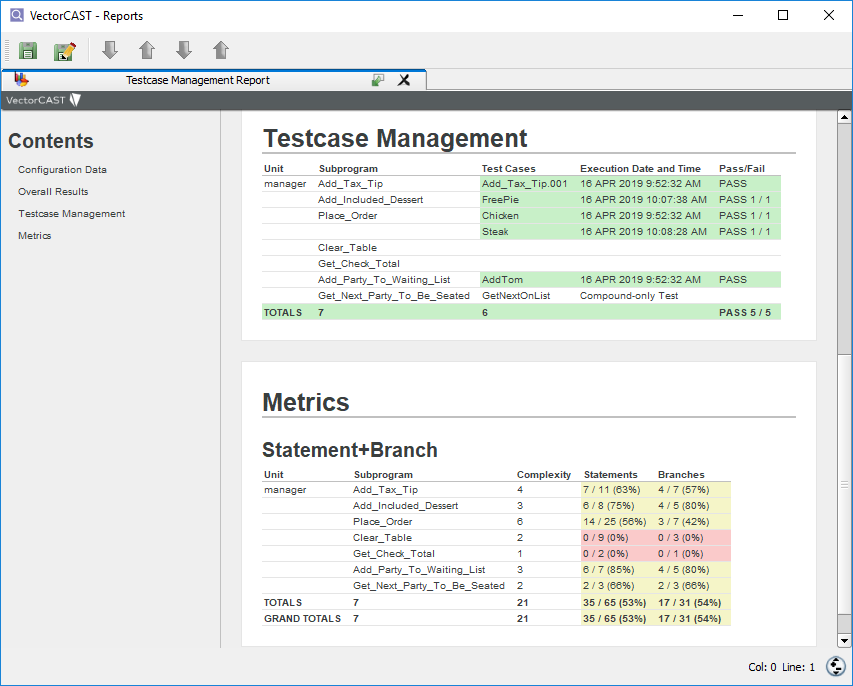 VectorCAST - Reports
Testcase Management Report
VectorCAST
Contents
Configuration Data
Overall Results
Testcase Management
Metrics
Testcase Management
Unit Subprogram Test Cases Execution Date and Time Pass/Fail
manager Add_Tax_Tip Add_Tax_Tip.001 16 APR 2019 9:52:32 AM PASS
Add_Included_Dessert FreePie 16 APR 2019 10:07:38 AM PASS 1 / 1
Place_Order Chicken 16 APR 2019 9:52:32 AM PASS 1 / 1
Steak 16 APR 2019 10:08:28 AM PASS 1 / 1
Clear_Table
Get_Check_Total
Add_Party_To_Waiting_List AddTom 16 APR 2019 9:52:32 AM PASS
Get_Next_Party_To_Be_Seated GetNextOnList Compound-only Test
TOTALS 7 6 PASS 5 / 5
Metrics
Statement+Branch
Unit Subprogram Complexity Statements Branches
manager Add_Tax_Tip 4 7 / 11 (63%) 4 / 7 (57%)
Add_Included_Dessert 3 6 / 8 (75%) 4 / 5 (80%)
Place_Order 6 14 / 25 (56%) 3 / 7 (42%)
Clear_Table 2 0 / 9 (0%) 0 / 3 (0%)
Get_Check_Total 1 0 / 2 (0%) 0 / 1 (0%)
Add_Party_To_Waiting_List 3 6 / 7 (85%) 4 / 5 (80%)
Get_Next_Party_To_Be_Seated 2 2 / 3 (66%) 2 / 3 (66%)
TOTALS 7 21 35 / 65 (53%) 17 / 31 (54%)
GRAND TOTALS 7 21 35 / 65 (53%) 17 / 31 (54%)
Col: 0 Line: 1